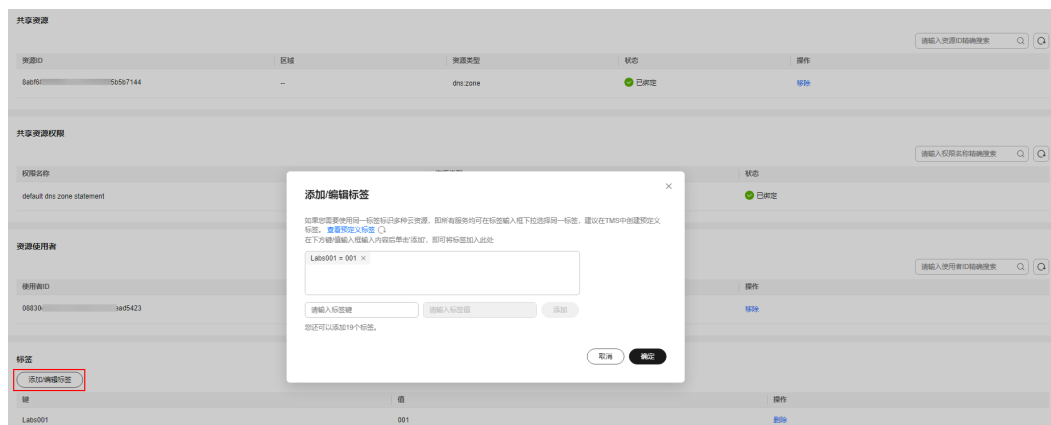 共享资源
请输入资源ID精确搜索
资源ID 区域 资源类型 状态 操作
8abf6 5b5b7144 -- dns:zone 已绑定 移除
共享资源权限
请输入权限名称精确搜索
权限名称 状态
default dns zone statement 已绑定
添加/编辑标签
如果您需要使用同一标签标识多种云资源，即所有服务均可在标签输入框下拉选择同一标签，建议在TMS中创建预定义
标签。 查看预定义标签
在下方键/值输入框输入内容后单击'添加'，即可将标签加入此处
Labs001 = 001 ×
请输入标签键 请输入标签值 添加
您还可以添加19个标签。
取消 确定
资源使用者
请输入使用者ID精确搜索
使用者ID 操作
08830 ad5423 移除
标签
添加/编辑标签
键 值 操作
Labs001 001 删除